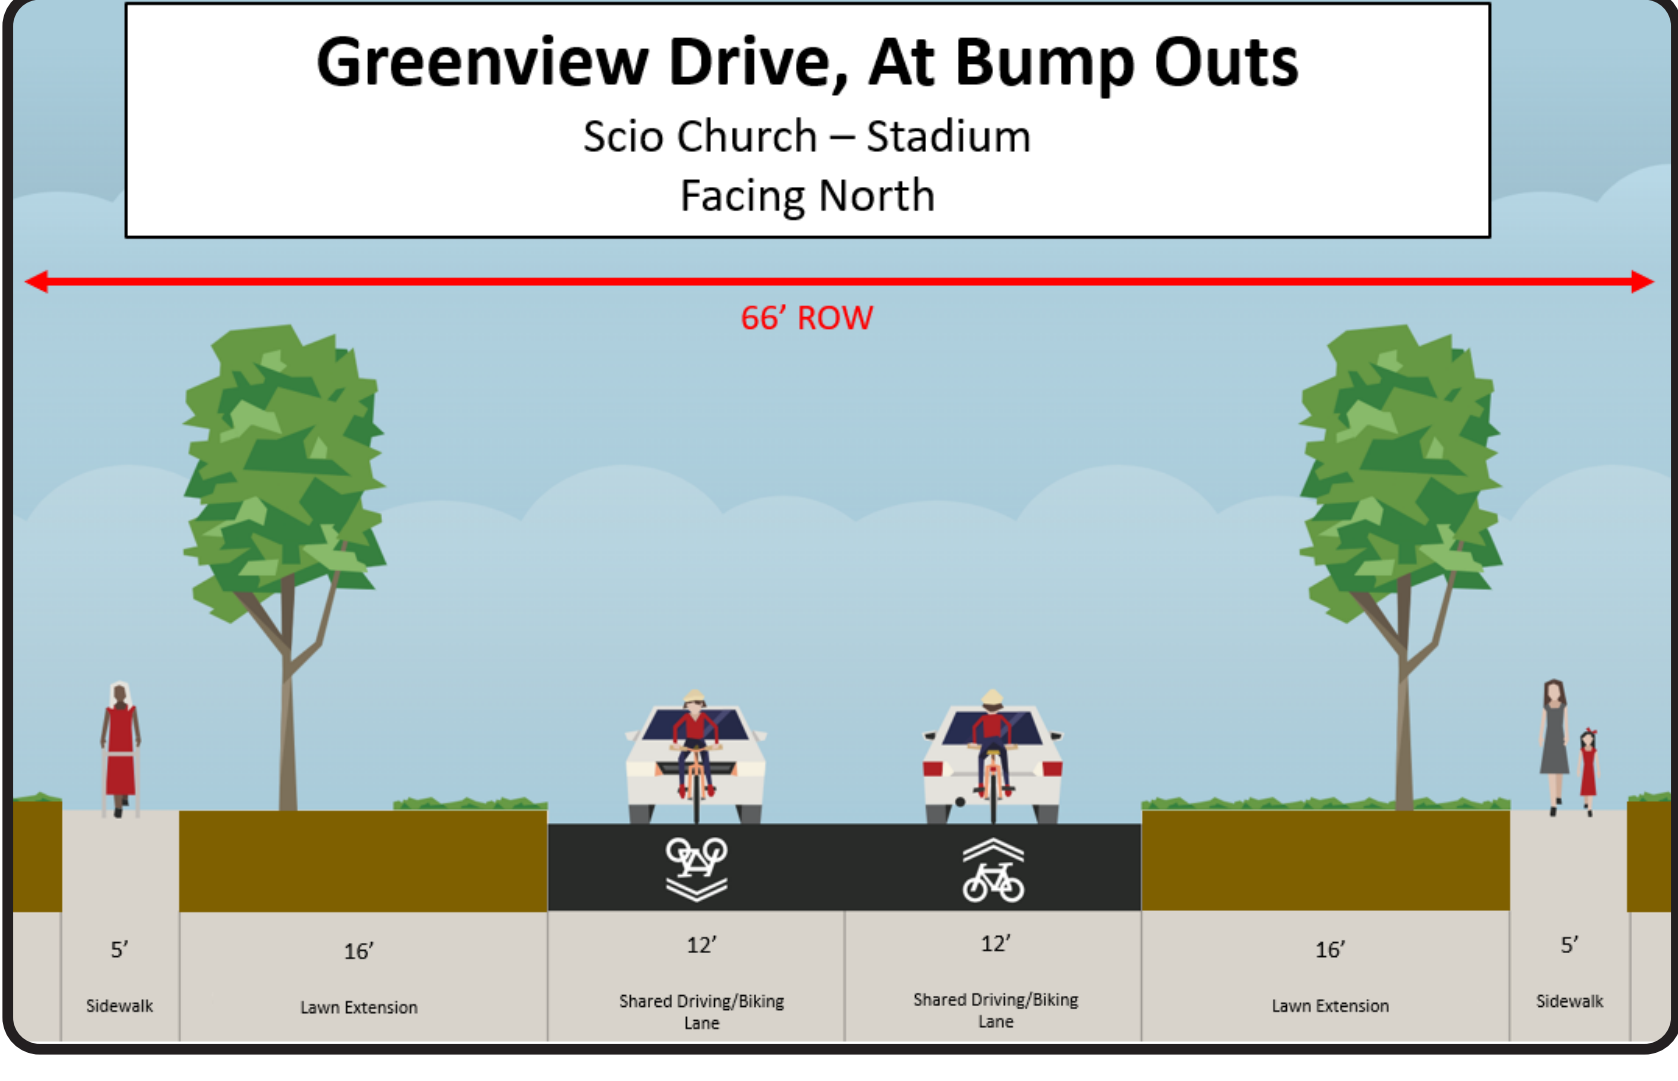 Greenview Drive, At Bump Outs
Scio Church – Stadium
Facing North
66’ ROW
5’
16’
12’
12’
16’
5’
Sidewalk
Lawn Extension
Shared Driving/Biking
Lane
Shared Driving/Biking
Lane
Lawn Extension
Sidewalk